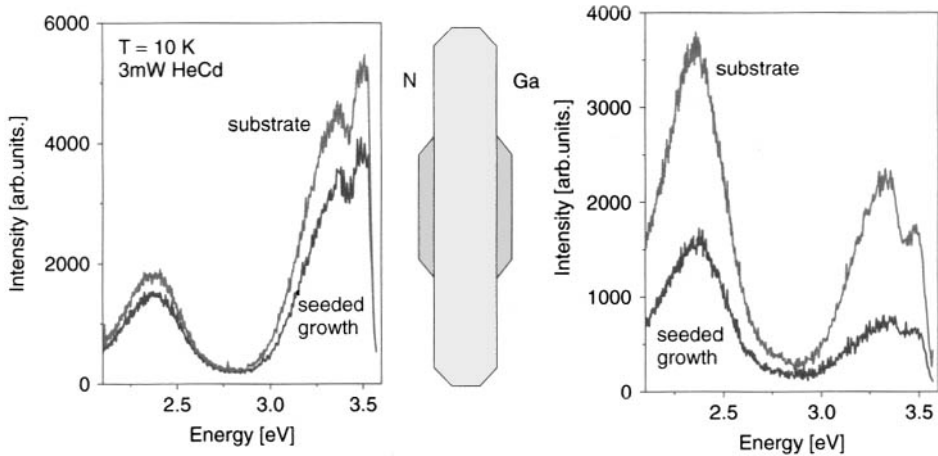 6000
4000
2000
0
Intensity [arb.units.]
T = 10 K
3mW HeCd
substrate
seeded
growth
2.5
3.0
3.5
Energy [eV]
N
Ga
4000
3000
2000
1000
0
Intensity [arb.units.]
substrate
seeded
growth
2.5
3.0
3.5
Energy [eV]